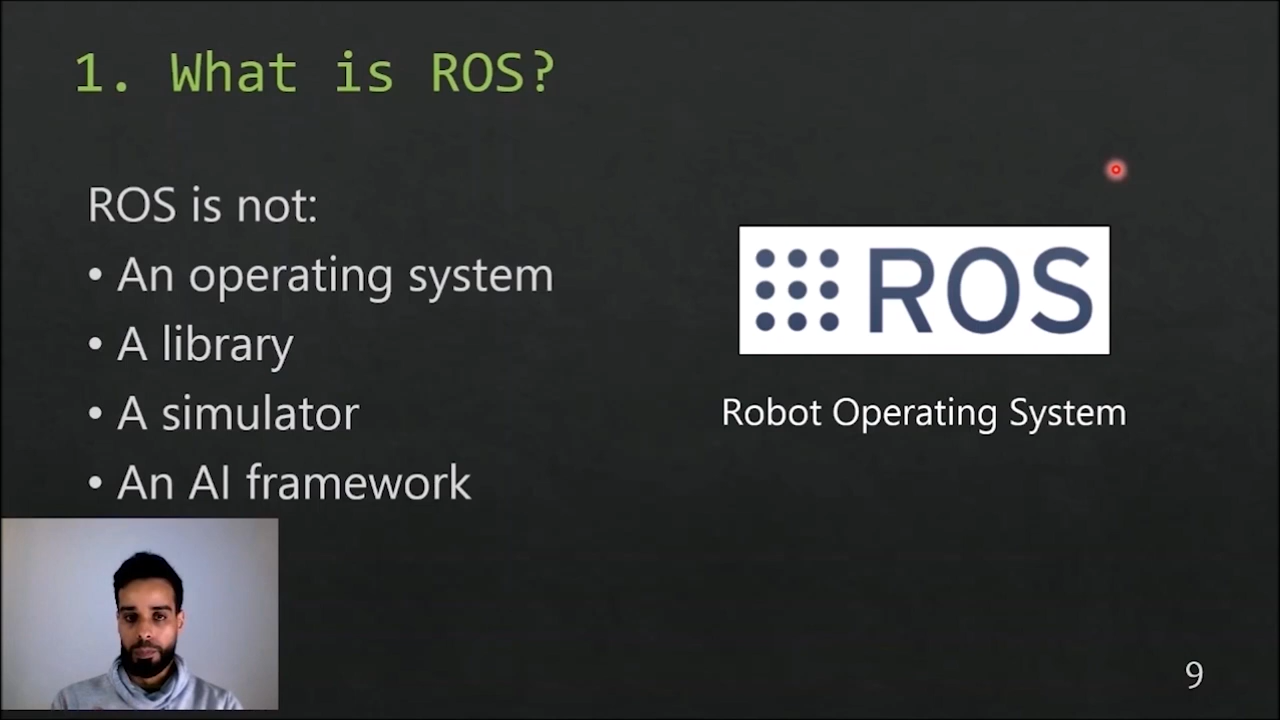 1. What is ROS?
ROS is not:
• An operating system
• A library
• A simulator
• An AI framework
ROS
Robot Operating System
9